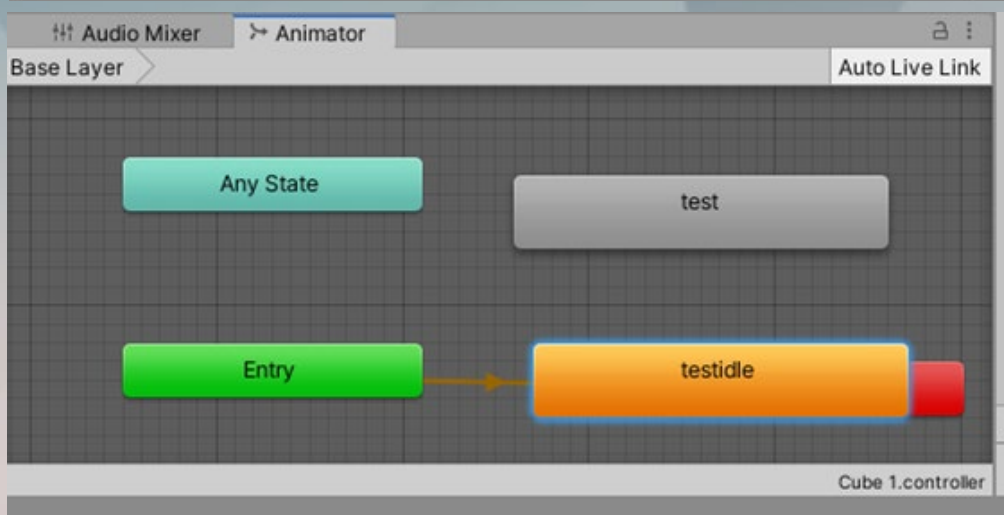 Audio Mixer
Animator
Base Layer
Auto Live Link
Any State
test
Entry
testidle
Cube 1.controller